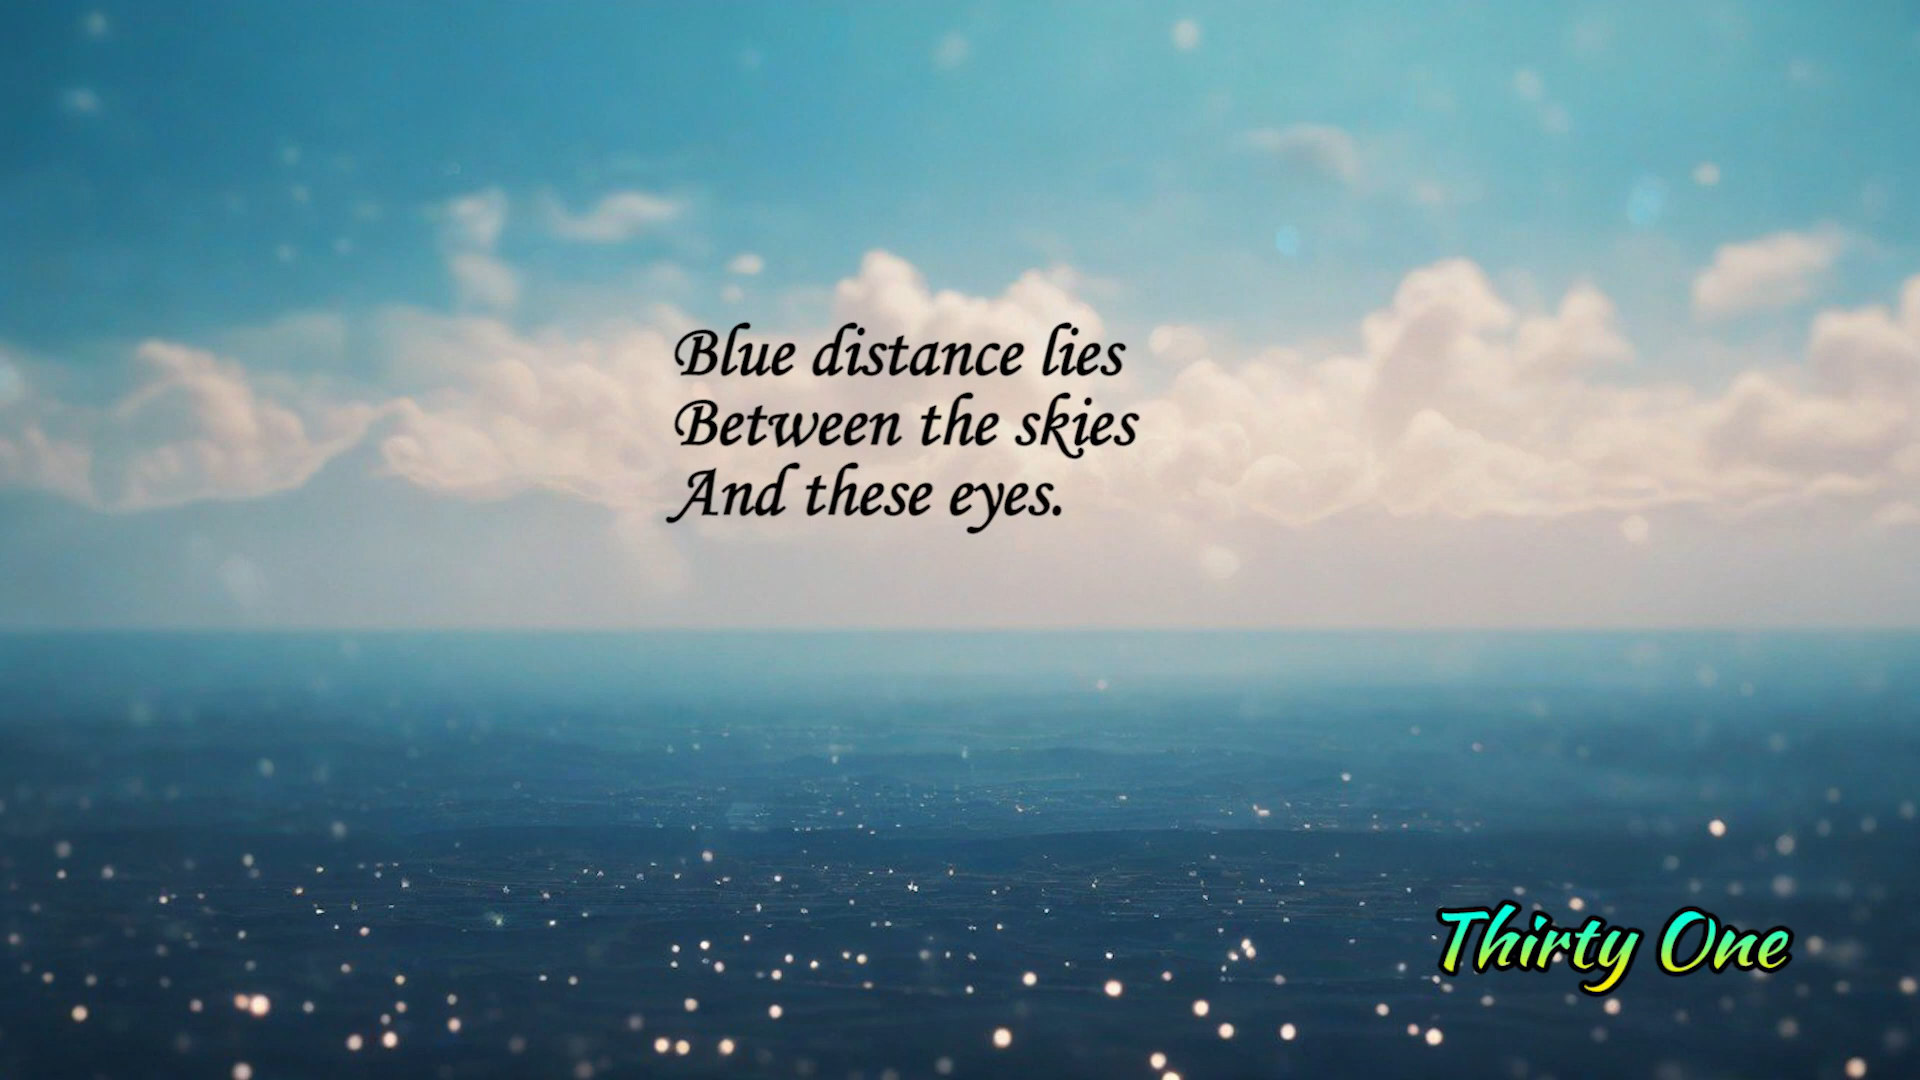 Blue distance lies
Between the skies
And these eyes.
Thirty One